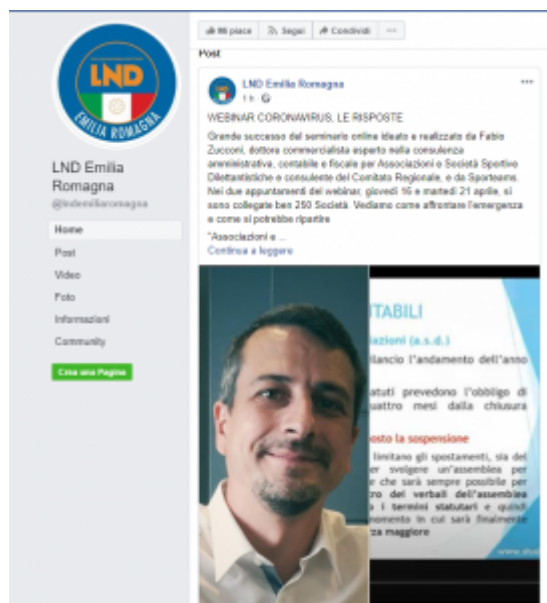 Mi piace Segui Condividi ...
Post
LND
EMILIA ROMAGNA
LND Emilia
Romagna
@lndemiliaromagna
Home
Post
Video
Foto
Informazioni
Community
Crea una Pagina
LND Emilia Romagna
1 h
WEBINAR CORONAVIRUS, LE RISPOSTE
Grande successo del seminario online ideato e realizzato da Fabio
Zucconi, dottore commercialista esperto nella consulenza
amministrativa, contabile e fiscale per Associazioni e Società Sportive
Dilettantistiche e consulente del Comitato Regionale, e da Sporteams.
Nei due appuntamenti del webinar, giovedì 16 e martedì 21 aprile, si
sono collegate ben 250 Società. Vediamo come affrontare l'emergenza
e come si potrebbe ripartire
"Associazioni e ...
Continua a leggere
TABILI
iazioni (a.s.d.)
ilancio l'andamento dell'anno
tatuti prevedono l'obbligo di
uattro mesi dalla chiusura
osto la sospensione
limitano gli spostamenti, sia del
er svolgere un'assemblea per
e che sarà sempre possibile per
ro dei verbali dell'assemblea
i termini statutari e quindi
momento in cui sarà finalmente
rza maggiore